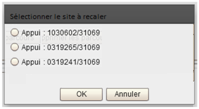 Sélectionner le site à recaler
Appui : 1030602/31069
Appui : 0319265/31069
Appui : 0319241/31069
OK Annuler